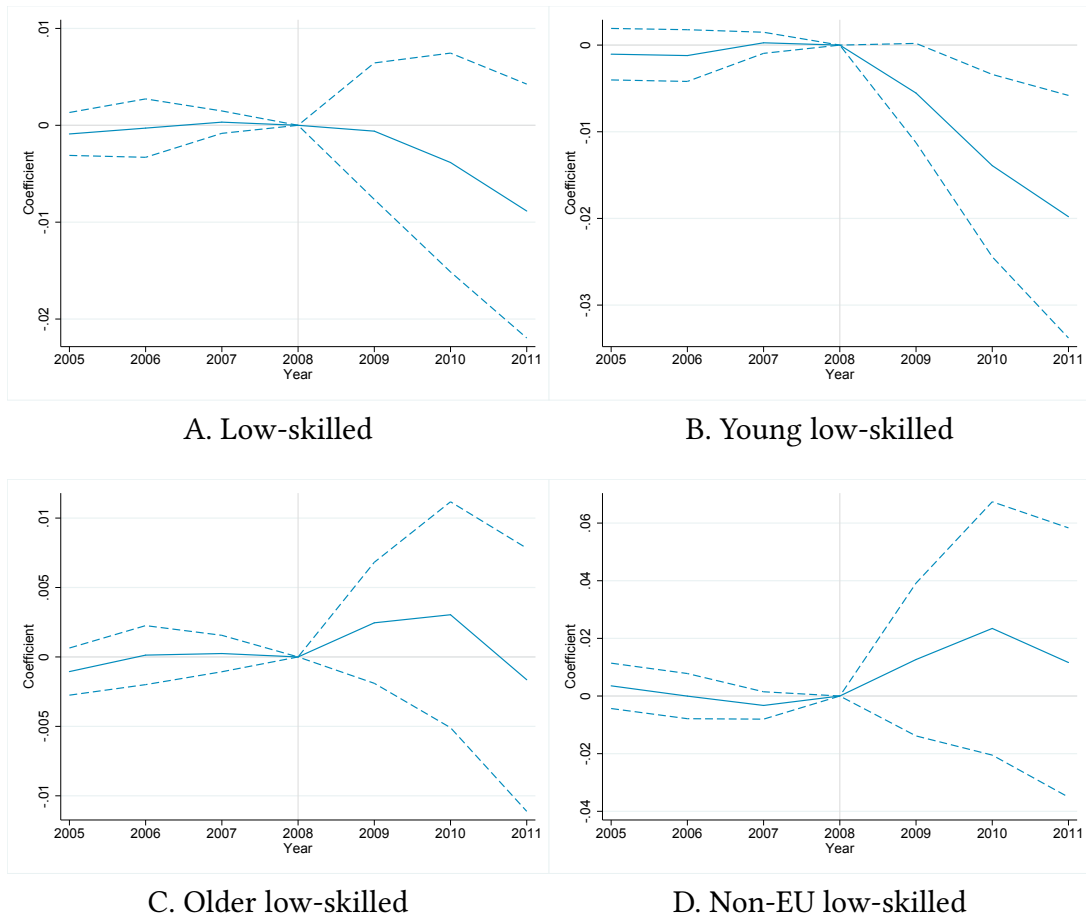 .01
0
-.01
-.02
Coefficient
2005 2006 2007 2008 2009 2010 2011
Year
A. Low-skilled
0
-.01
-.02
-.03
Coefficient
2005 2006 2007 2008 2009 2010 2011
Year
B. Young low-skilled
.01
.005
0
-.005
-.01
Coefficient
2005 2006 2007 2008 2009 2010 2011
Year
C. Older low-skilled
.06
.04
.02
0
-.02
-.04
Coefficient
2005 2006 2007 2008 2009 2010 2011
Year
D. Non-EU low-skilled